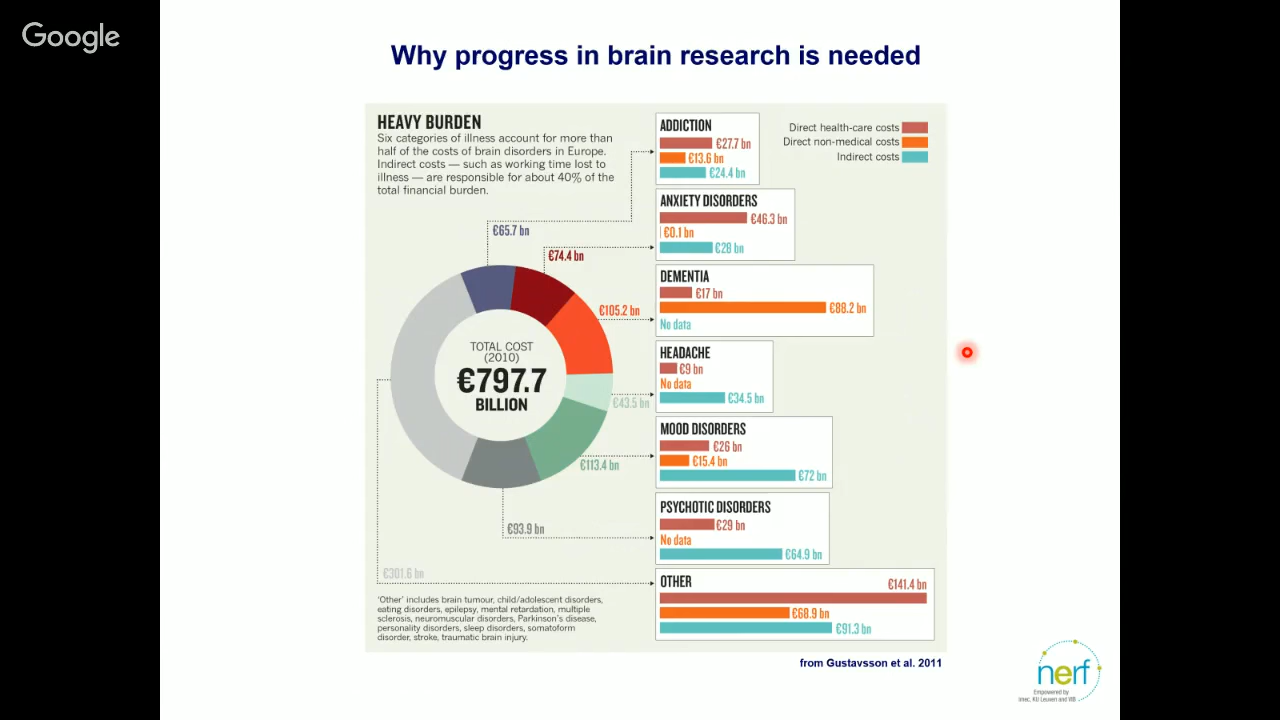 Google
Why progress in brain research is needed
HEAVY BURDEN
Six categories of illness account for more than
half of the costs of brain disorders in Europe.
Indirect costs — such as working time lost to
illness — are responsible for about 40% of the
total financial burden.
Direct health-care costs
Direct non-medical costs
Indirect costs
€65.7 bn
€74.4 bn
€105.2 bn
€43.5 bn
€113.4 bn
€93.9 bn
€301.6 bn
TOTAL COST
(2010)
€797.7
BILLION
ADDICTION
€27.7 bn
€13.6 bn
€24.4 bn
ANXIETY DISORDERS
€46.3 bn
€0.1 bn
€28 bn
DEMENTIA
€17 bn
€88.2 bn
No data
HEADACHE
€9 bn
No data
€34.5 bn
MOOD DISORDERS
€26 bn
€15.4 bn
€72 bn
PSYCHOTIC DISORDERS
€29 bn
No data
€64.9 bn
OTHER
€141.4 bn
€68.9 bn
€91.3 bn
'Other' includes brain tumour, child/adolescent disorders,
eating disorders, epilepsy, mental retardation, multiple
sclerosis, neuromuscular disorders, Parkinson's disease,
personality disorders, sleep disorders, somatoform
disorder, stroke, traumatic brain injury.
from Gustavsson et al. 2011
nerf
Empowered by
imec, KU Leuven and VIB